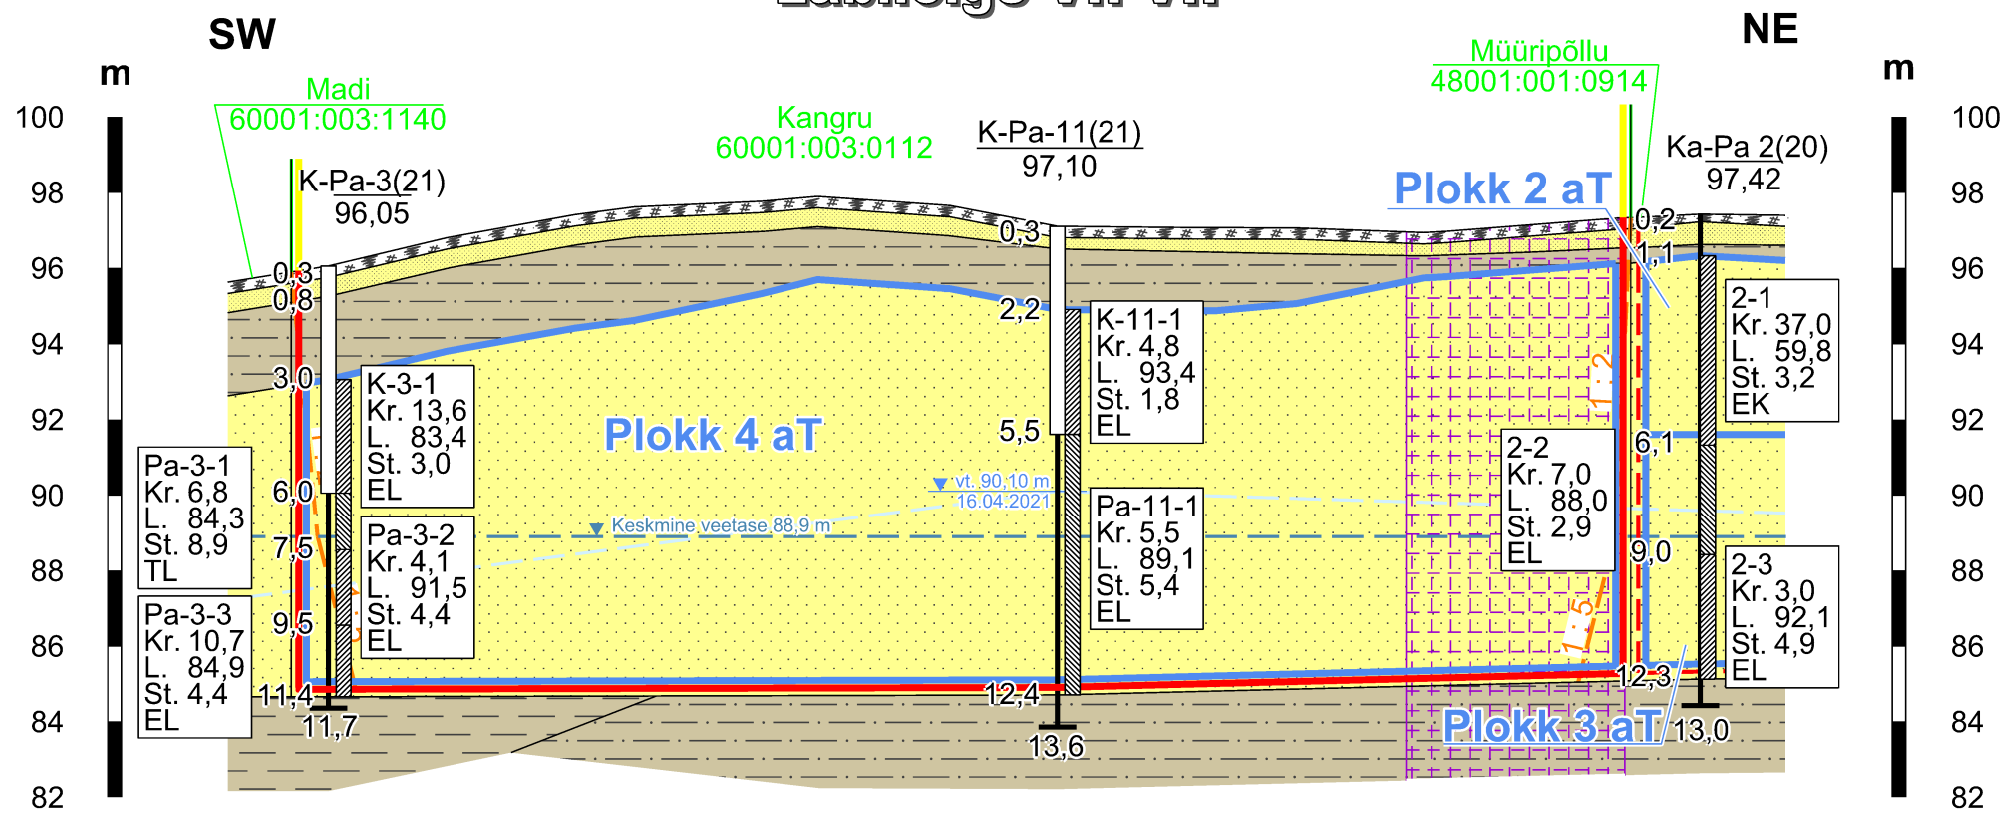 SW
NE
m
m
Madi
60001:003:1140
Kangru
60001:003:0112
Müüripõllu
48001:001:0914
K-Pa-3(21)
96,05
K-Pa-11(21)
97,10
Ka-Pa 2(20)
97,42
Plokk 2 aT
Plokk 4 aT
Plokk 3 aT
100
98
96
94
92
90
88
86
84
82
100
98
96
94
92
90
88
86
84
82
0,3
0,8
3,0
6,0
7,5
9,5
11,4
11,7
0,3
2,2
5,5
12,4
13,6
0,2
1,1
6,1
9,0
12,3
13,0
Pa-3-1
Kr. 6,8
L. 84,3
St. 8,9
TL
Pa-3-3
Kr. 10,7
L. 84,9
St. 4,4
EL
K-3-1
Kr. 13,6
L. 83,4
St. 3,0
EL
Pa-3-2
Kr. 4,1
L. 91,5
St. 4,4
EL
K-11-1
Kr. 4,8
L. 93,4
St. 1,8
EL
Pa-11-1
Kr. 5,5
L. 89,1
St. 5,4
EL
2-2
Kr. 7,0
L. 88,0
St. 2,9
EL
2-1
Kr. 37,0
L. 59,8
St. 3,2
EK
2-3
Kr. 3,0
L. 92,1
St. 4,9
EL
vt. 90,10 m
16.04.2021
Keskmine veetase 88,9 m
1:2
1:5